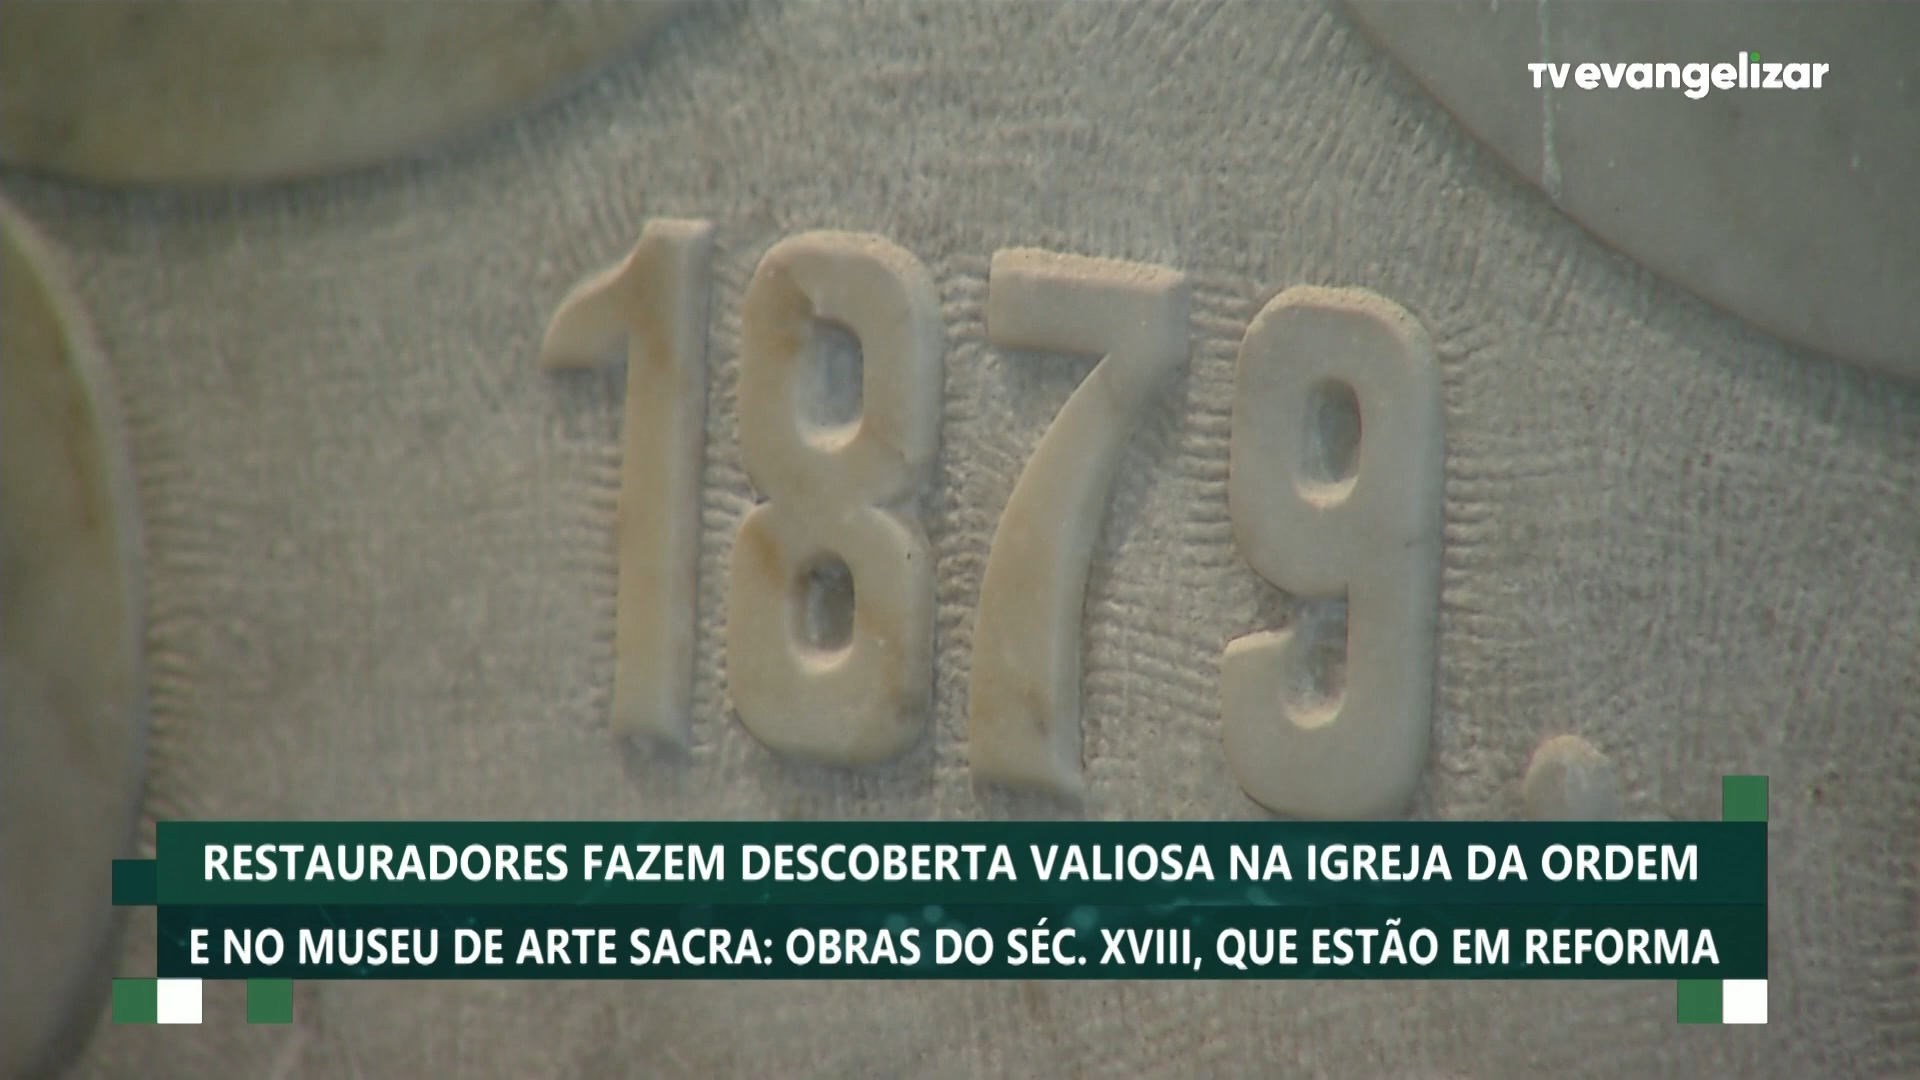 TVevangelizar
1879.
RESTAURADORES FAZEM DESCOBERTA VALIOSA NA IGREJA DA ORDEM
E NO MUSEU DE ARTE SACRA: OBRAS DO SÉC. XVIII, QUE ESTÃO EM REFORMA